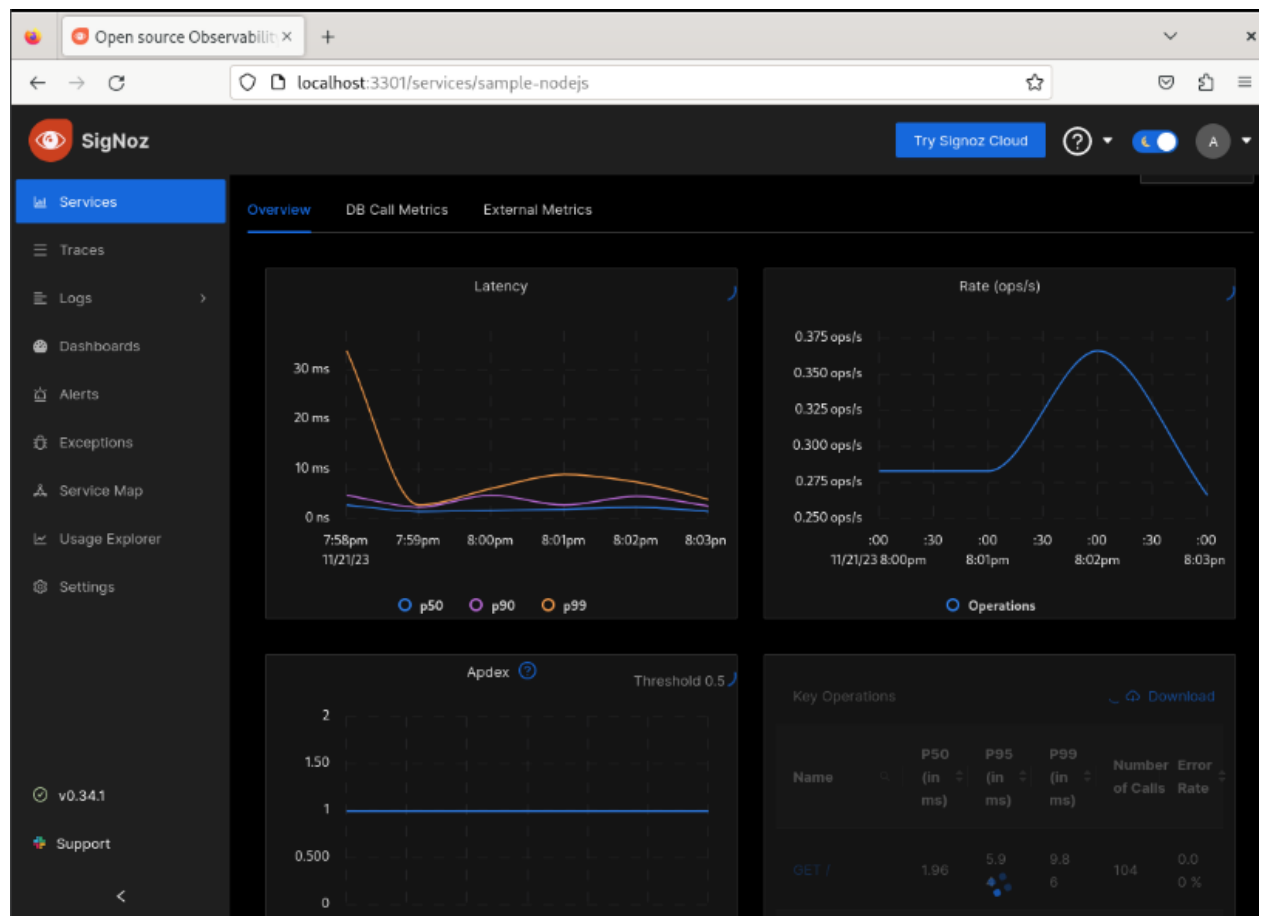 Open source Observability
localhost:3301/services/sample-nodejs
SigNoz
Try Signoz Cloud
A
Services
Traces
Logs
Dashboards
Alerts
Exceptions
Service Map
Usage Explorer
Settings
v0.34.1
Support
Overview DB Call Metrics External Metrics
Latency
30 ms
20 ms
10 ms
0 ns
7:58pm 7:59pm 8:00pm 8:01pm 8:02pm 8:03pn
11/21/23
p50 p90 p99
Rate (ops/s)
0.375 ops/s
0.350 ops/s
0.325 ops/s
0.300 ops/s
0.275 ops/s
0.250 ops/s
:00 :30 :00 :30 :00 :30 :00
11/21/23 8:00pm 8:01pm 8:02pm 8:03pn
Operations
Apdex ?
Threshold 0.5
2
1.50
1
0.500
0
Key Operations
Download
Name
P50 (in ms)
P95 (in ms)
P99 (in ms)
Number of Calls
Error Rate
GET /
1.96
5.9
9.8
6
104
0.0
0 %